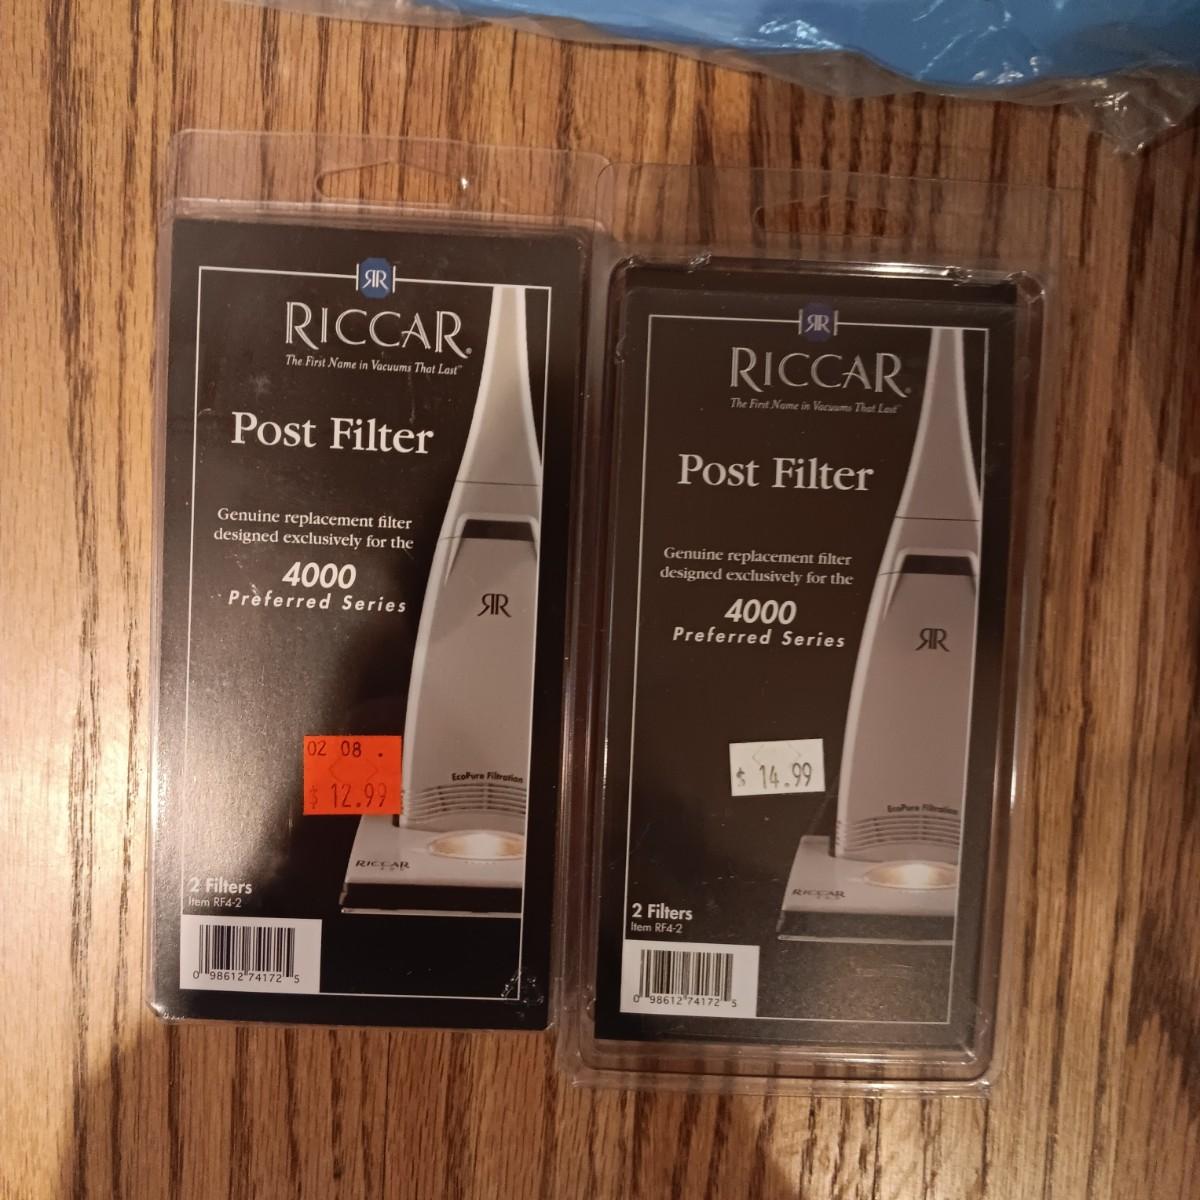 RR
RICCAR®
The First Name in Vacuums That Last™
Post Filter
Genuine replacement filter
designed exclusively for the
4000
Preferred Series
RR
02 08 .
$ 12.99
EcoPure Filtration
RICCAR
2 Filters
Item RF4-2
0 98612 74172 5
RR
RICCAR®
The First Name in Vacuums That Last™
Post Filter
Genuine replacement filter
designed exclusively for the
4000
Preferred Series
RR
$ 14.99
EcoPure Filtration
RICCAR
2 Filters
Item RF4-2
0 98612 74172 5